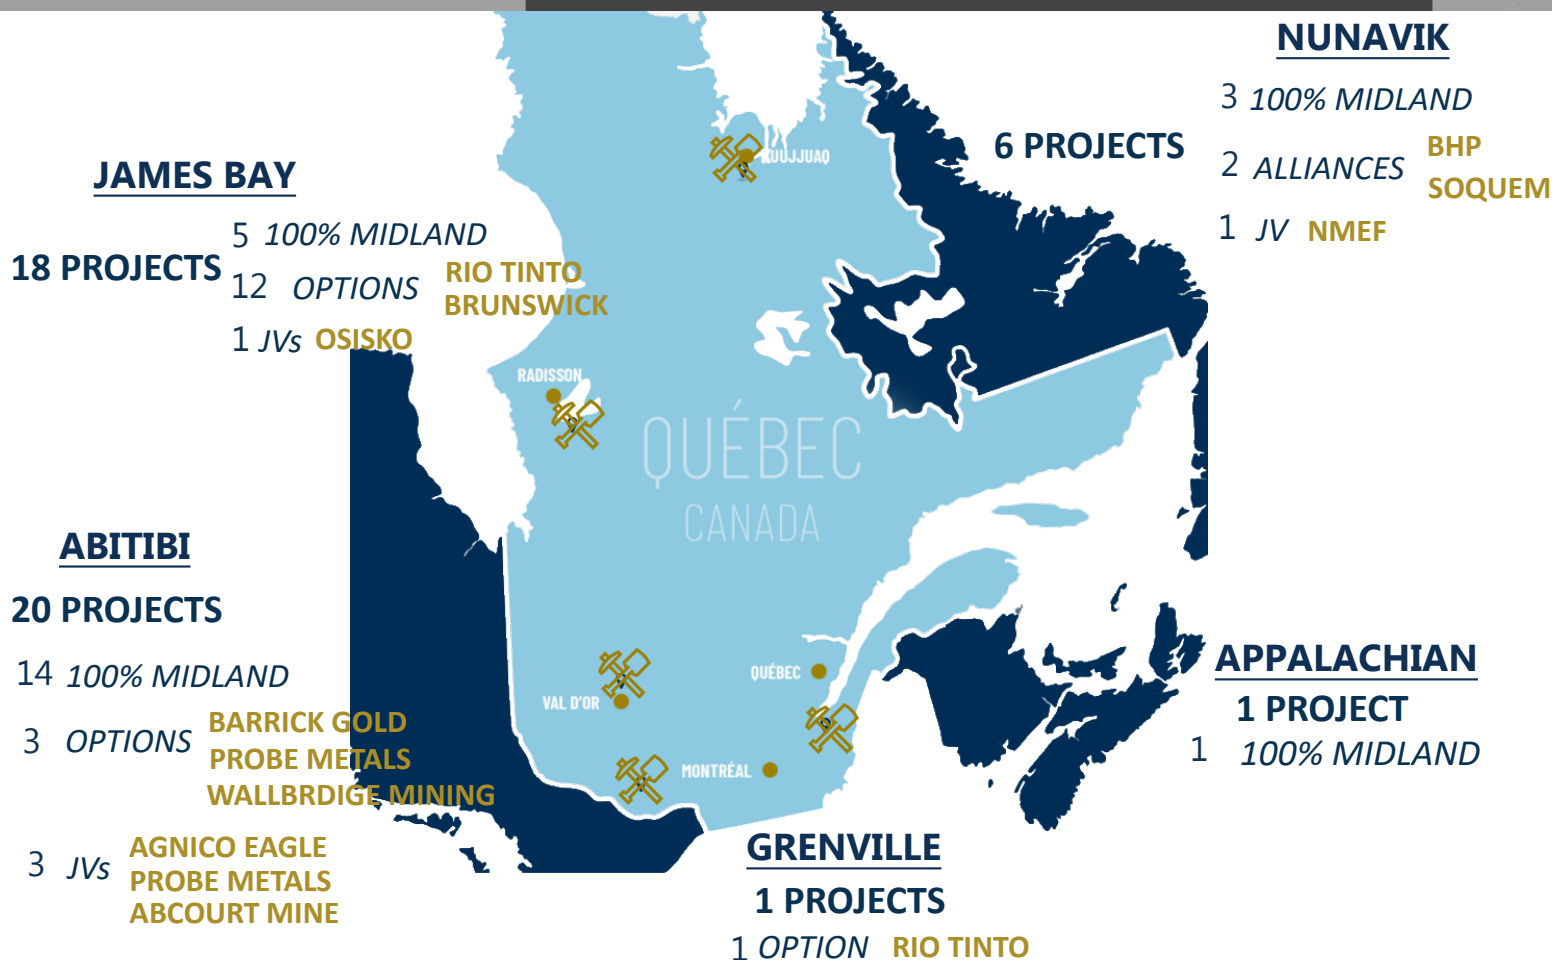 NUNAVIK
6 PROJECTS
3 100% MIDLAND
2 ALLIANCES
BHP
SOQUEM
1 JV NMEF
JAMES BAY
18 PROJECTS
5 100% MIDLAND
12 OPTIONS
RIO TINTO
BRUNSWICK
1 JVs OSISKO
KUUJJUAQ
RADISSON
QUÉBEC
CANADA
ABITIBI
20 PROJECTS
14 100% MIDLAND
3 OPTIONS
BARRICK GOLD
PROBE METALS
WALLBRDIGE MINING
3 JVs
AGNICO EAGLE
PROBE METALS
ABCOURT MINE
QUÉBEC
VAL D'OR
MONTRÉAL
APPALACHIAN
1 PROJECT
1 100% MIDLAND
GRENVILLE
1 PROJECTS
1 OPTION RIO TINTO